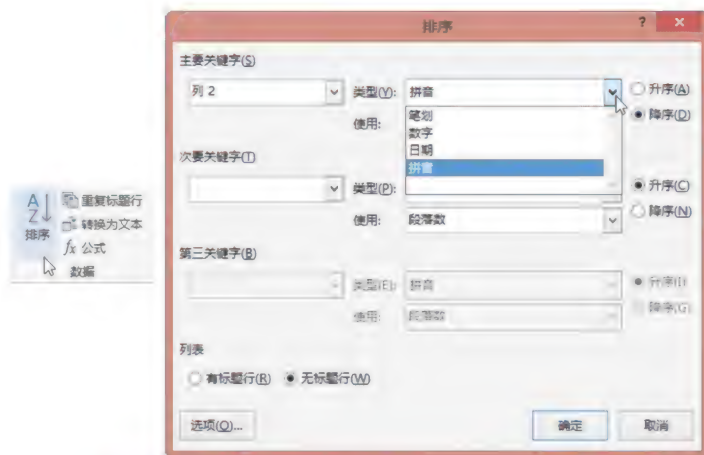 排序
重复标题行
转换为文本
fx 公式
数据
排序
?
×
主要关键字(S)
列 2
类型(Y):
拼音
升序(A)
使用:
笔划
数字
日期
拼音
降序(D)
次要关键字(T)
类型(P):
升序(C)
使用:
段落数
降序(N)
第三关键字(B)
类型(E):
拼音
升序(I)
使用:
段落数
降序(G)
列表
有标题行(R)
无标题行(W)
选项(O)...
确定
取消